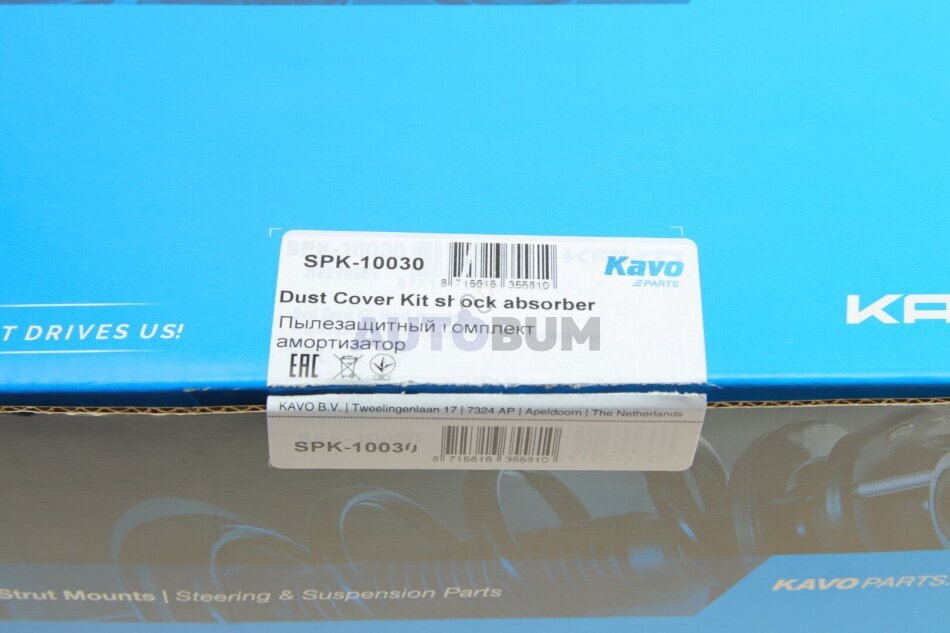 SPK-10030
8 715616 355810
Kavo
PARTS
Dust Cover Kit shock absorber
Пылезащитный комплект
амортизатор
AUTOBUM
EAC
T DRIVES US!
KAVO B.V. | Tweelingenlaan 17 | 7324 AP | Apeldoorn | The Netherlands
SPK-10030
8 715616 355810
Strut Mounts | Steering & Suspension Parts
KAVO PARTS.